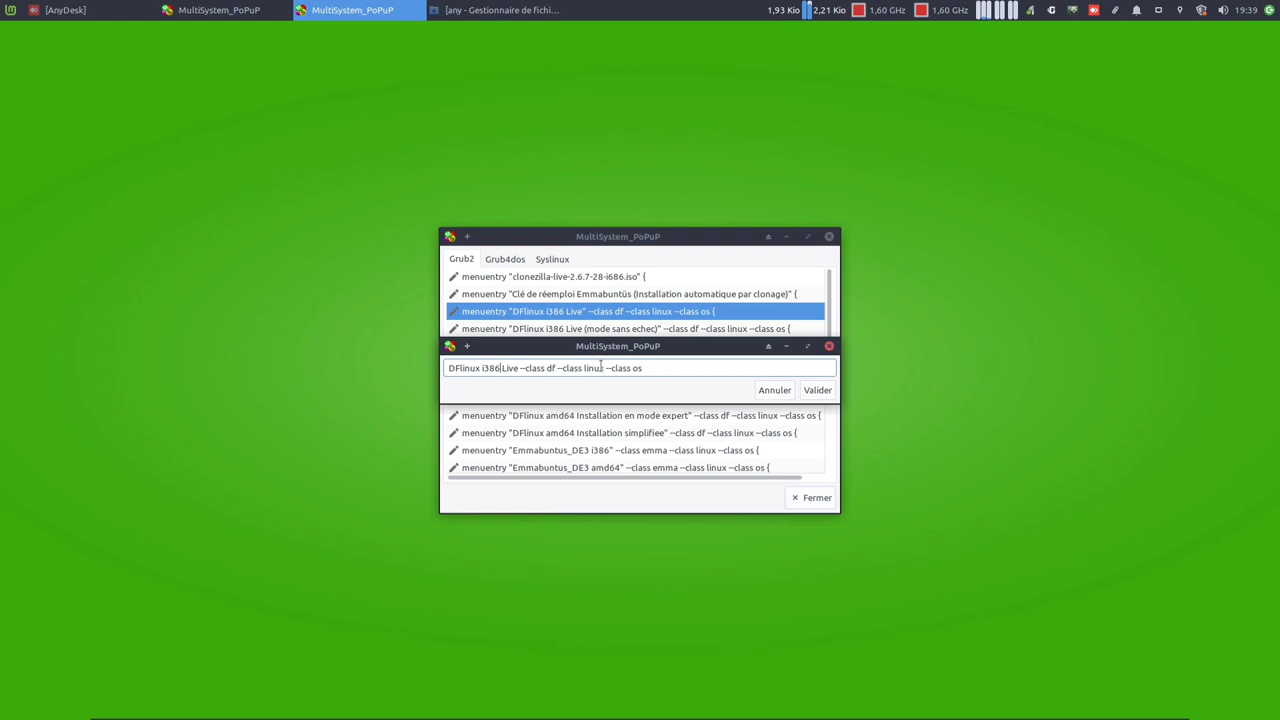 [AnyDesk] MultiSystem_PoPuP MultiSystem_PoPuP [any - Gestionnaire de fichi... 1,93 Kio 2,21 Kio 1,60 GHz 1,60 GHz 19:39
MultiSystem_PoPuP
Grub2 Grub4dos Syslinux
menuentry "clonezilla-live-2.6.7-28-i686.iso" {
menuentry "Clé de réemploi Emmabuntüs (Installation automatique par clonage)" {
menuentry "DFlinux i386 Live" --class df --class linux --class os {
menuentry "DFlinux i386 Live (mode sans echec)" --class df --class linux --class os {
MultiSystem_PoPuP
DFlinux i386 Live --class df --class linux --class os
Annuler Valider
menuentry "DFlinux amd64 Installation en mode expert" --class df --class linux --class os {
menuentry "DFlinux amd64 Installation simplifiee" --class df --class linux --class os {
menuentry "Emmabuntus_DE3 i386" --class emma --class linux --class os {
menuentry "Emmabuntus_DE3 amd64" --class emma --class linux --class os {
Fermer